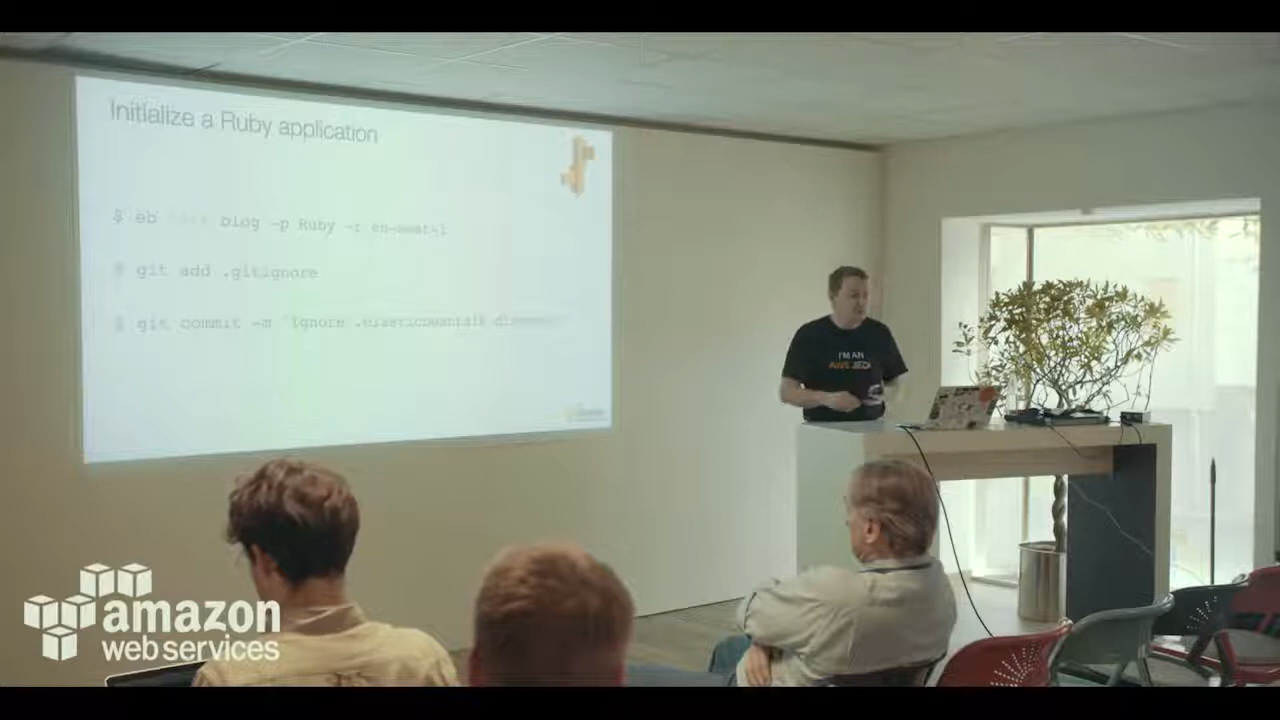 Initialize a Ruby application
$ eb blog -p Ruby -r
$ git add .gitignore
$ git commit -m
I'M AN
AWS JEDI
amazon
web services